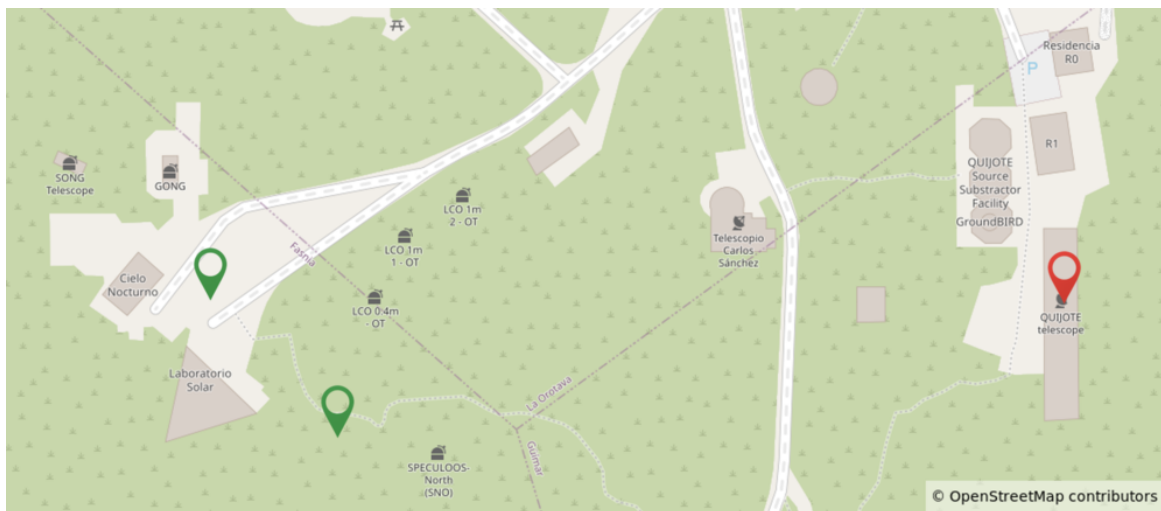 Residencia
R0
P
R1
SONG
Telescope
GONG
QUIJOTE
Source
Substractor
Facility
GroundBIRD
LCO 1m
2 - OT
LCO 1m
1 - OT
Telescopio
Carlos
Sánchez
Fasnia
Cielo
Nocturno
LCO 0.4m
- OT
QUIJOTE
telescope
Laboratorio
Solar
La Orotava
Güímar
SPECULOOS-
North
(SNO)
© OpenStreetMap contributors